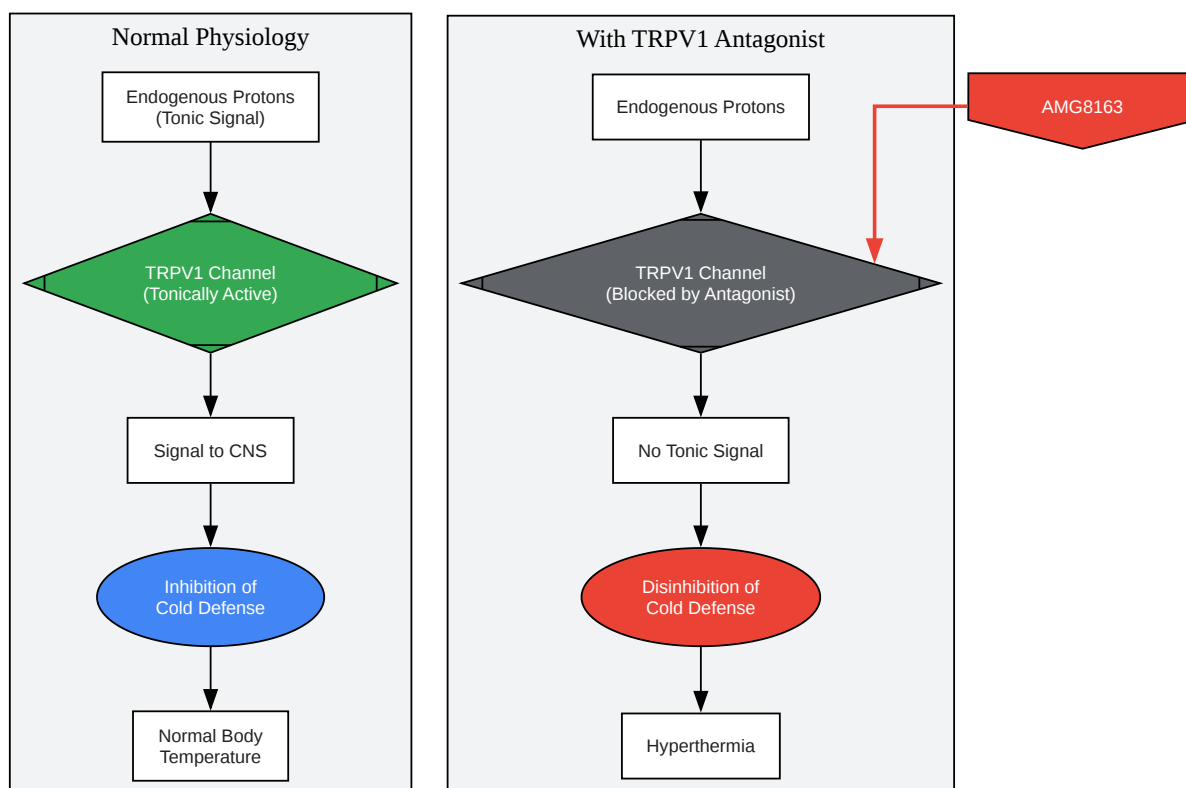 Normal Physiology
Endogenous Protons
(Tonic Signal)
TRPV1 Channel
(Tonically Active)
Signal to CNS
Inhibition of
Cold Defense
Normal Body
Temperature
With TRPV1 Antagonist
Endogenous Protons
AMG8163
TRPV1 Channel
(Blocked by Antagonist)
No Tonic Signal
Disinhibition of
Cold Defense
Hyperthermia